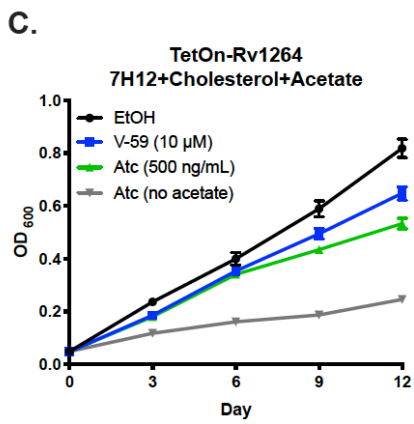 C.
TetOn-Rv1264
7H12+Cholesterol+Acetate
EtOH
V-59 (10 μM)
Atc (500 ng/mL)
Atc (no acetate)
OD 600
1.0
0.8
0.6
0.4
0.2
0.0
0 3 6 9 12
Day